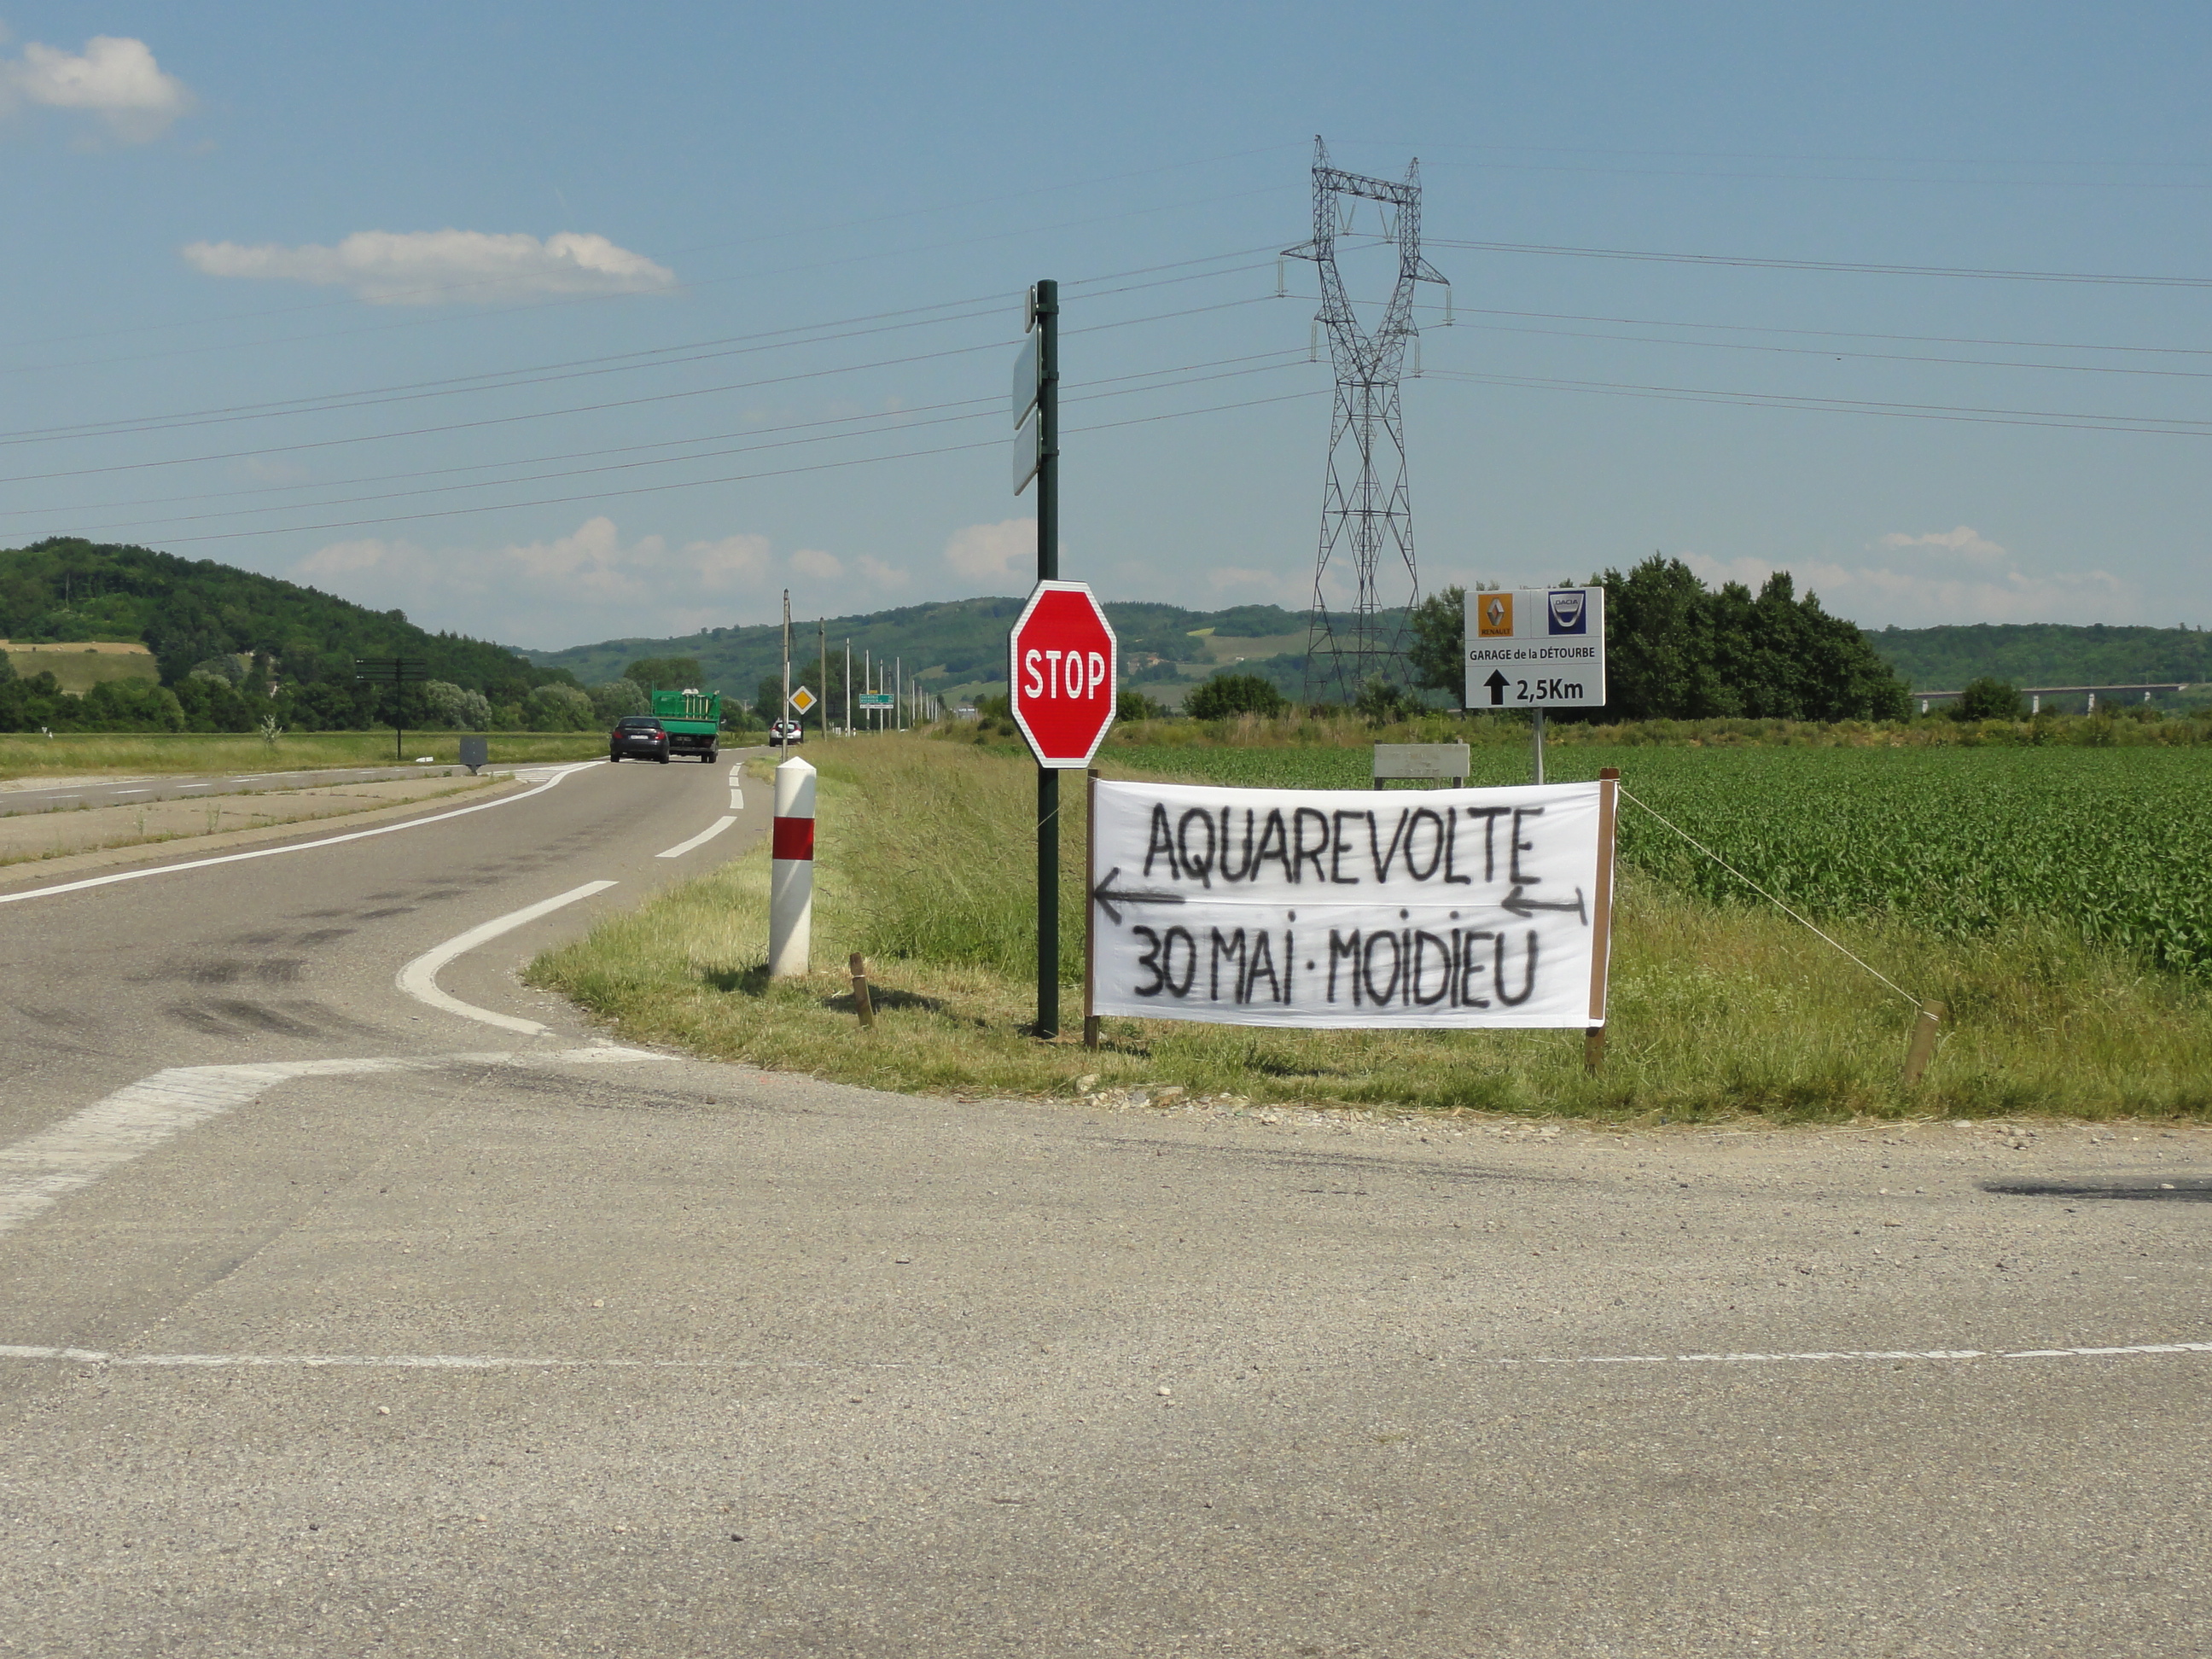 STOP
RENAULT
DACIA
GARAGE de la DÉTOURBE
2,5Km
AQUAREVOLTE
30 MAI · MOIDIEU